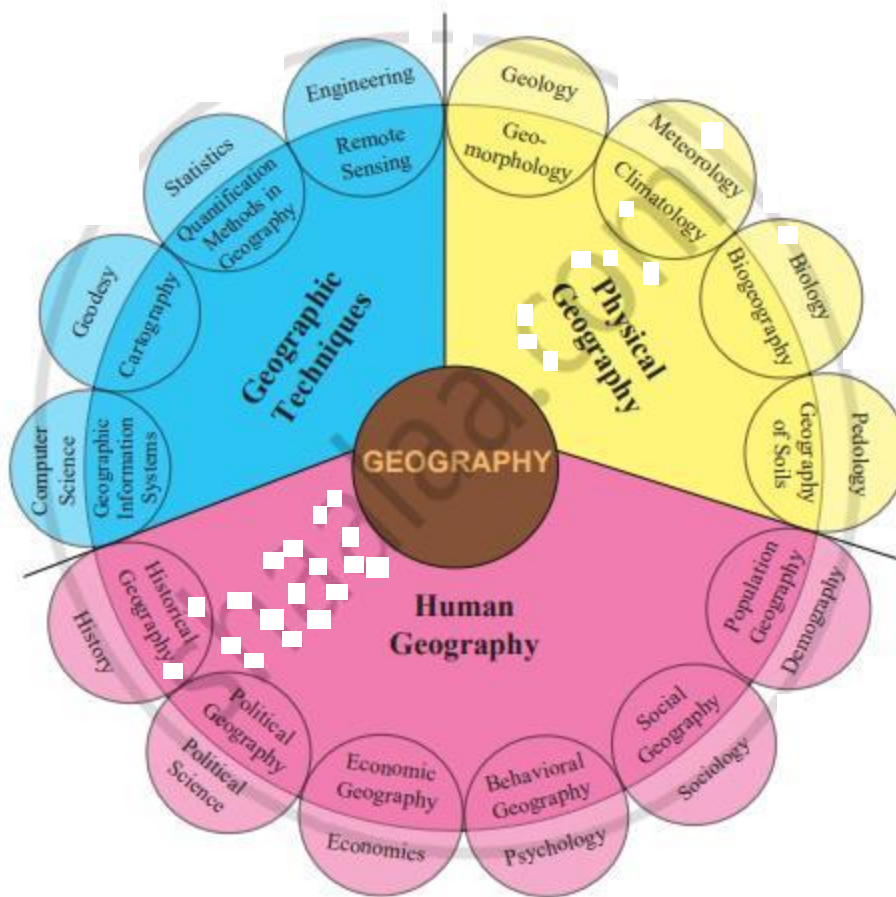 Engineering
Remote
Sensing
Geology
Geo-
morphology
Statistics
Quantification
Methods in
Geography
Meteorology
Climatology
Geodesy
Cartography
Biology
Biogeography
Geographic
Techniques
Physical
Geography
Computer
Science
Geographic
Information
Systems
GEOGRAPHY
Geography
of Soils
Pedology
History
Historical
Geography
Human
Geography
Population
Geography
Demography
Political
Geography
Political
Science
Economic
Geography
Economics
Behavioral
Geography
Psychology
Social
Geography
Sociology
shaalaa.com